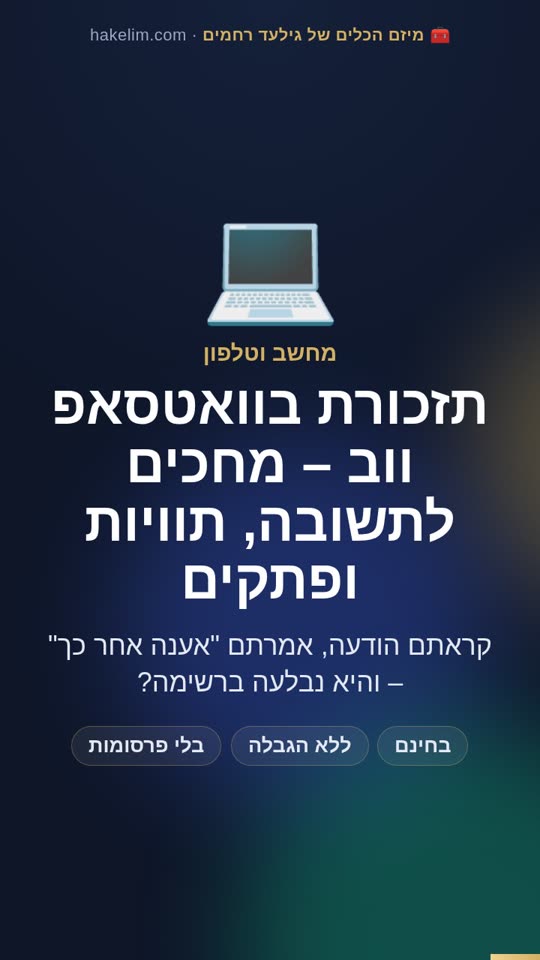 🧰 מיזם הכלים של גילעד רחמים · hakelim.com
מחשב וטלפון
תזכורת בוואטסאפ
ווב – מחכים
לתשובה, תוויות
ופתקים
קראתם הודעה, אמרתם "אענה אחר כך"
– והיא נבלעה ברשימה?
בחינם
ללא הגבלה
בלי פרסומות